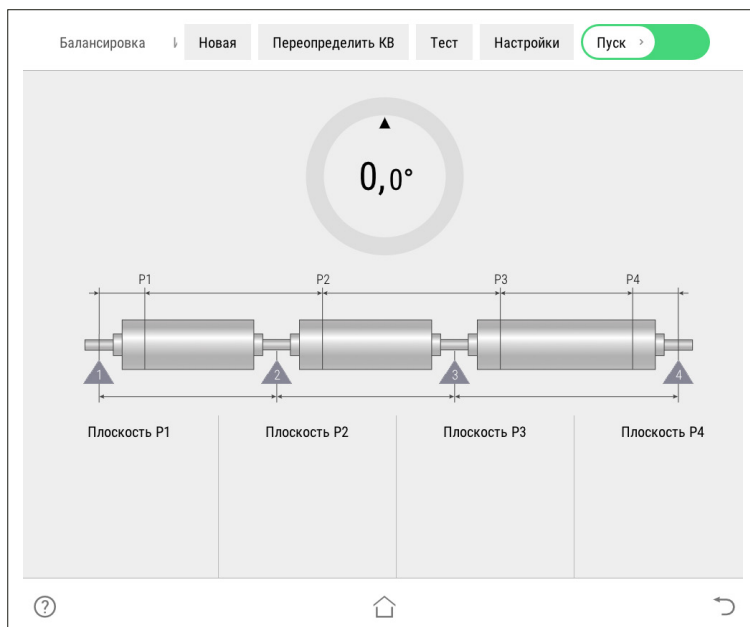 Балансировка Новая Переопределить КВ Тест Настройки Пуск
0,0°
P1 P2 P3 P4
1 2 3 4
Плоскость P1 Плоскость P2 Плоскость P3 Плоскость P4